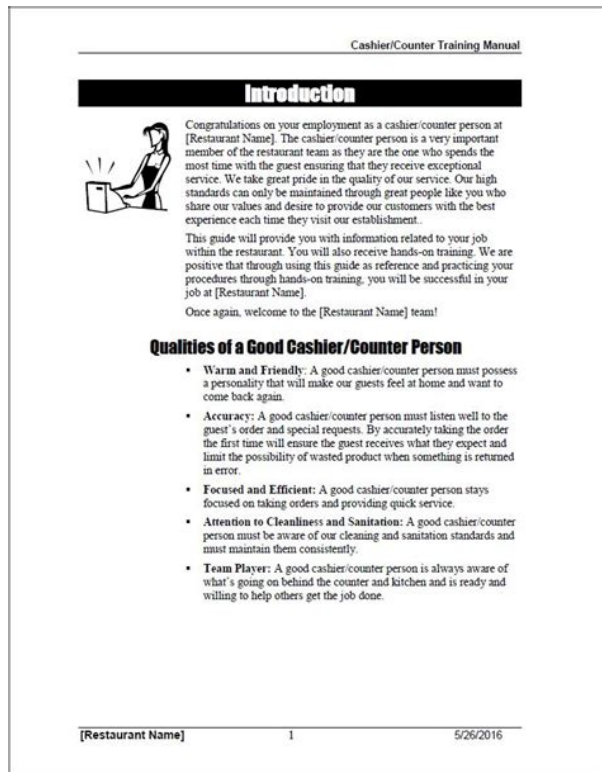 Cashier/Counter Training Manual
Introduction
Congratulations on your employment as a cashier/counter person at
[Restaurant Name]. The cashier/counter person is a very important
member of the restaurant team as they are the one who spends the
most time with the guest ensuring that they receive exceptional
service. We take great pride in the quality of our service. Our high
standards can only be maintained through great people like you who
share our values and desire to provide our customers with the best
experience each time they visit our establishment..
This guide will provide you with information related to your job
within the restaurant. You will also receive hands-on training. We are
positive that through using this guide as reference and practicing your
procedures through hands-on training, you will be successful in your
job at [Restaurant Name].
Once again, welcome to the [Restaurant Name] team!
Qualities of a Good Cashier/Counter Person
▪ Warm and Friendly: A good cashier/counter person must possess
a personality that will make our guests feel at home and want to
come back again.
▪ Accuracy: A good cashier/counter person must listen well to the
guest's order and special requests. By accurately taking the order
the first time will ensure the guest receives what they expect and
limit the possibility of wasted product when something is returned
in error.
▪ Focused and Efficient: A good cashier/counter person stays
focused on taking orders and providing quick service.
▪ Attention to Cleanliness and Sanitation: A good cashier/counter
person must be aware of our cleaning and sanitation standards and
must maintain them consistently.
▪ Team Player: A good cashier/counter person is always aware of
what's going on behind the counter and kitchen and is ready and
willing to help others get the job done.
[Restaurant Name] 1 5/26/2016